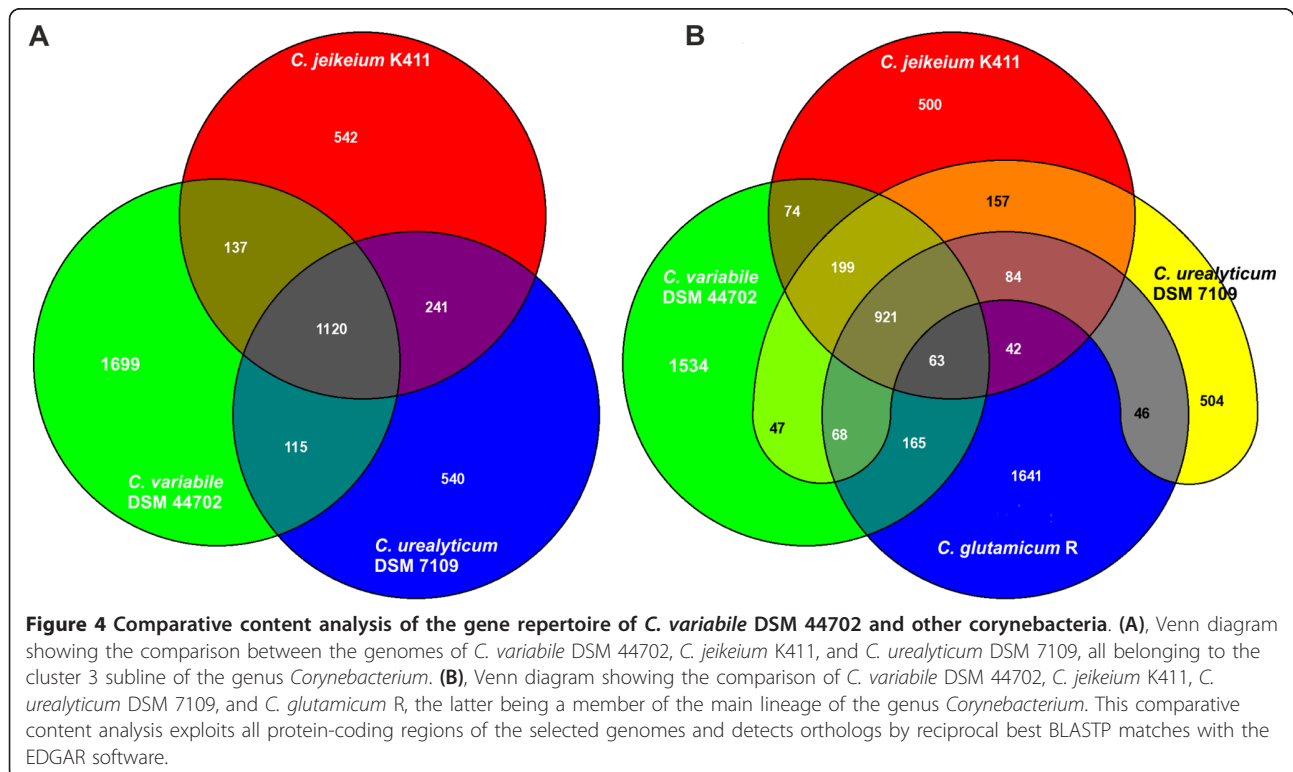 A
C. jeikeium K411
542
137
1120
241
1699
115
540
C. variabile
DSM 44702
C. urealyticum
DSM 7109
B
C. jeikeium K411
500
74
157
199
84
C. variabile
DSM 44702
C. urealyticum
DSM 7109
921
63
42
1534
504
46
47
68
165
1641
C. glutamicum R
Figure 4 Comparative content analysis of the gene repertoire of C. variabile DSM 44702 and other corynebacteria. (A), Venn diagram
showing the comparison between the genomes of C. variabile DSM 44702, C. jeikeium K411, and C. urealyticum DSM 7109, all belonging to the
cluster 3 subline of the genus Corynebacterium. (B), Venn diagram showing the comparison of C. variabile DSM 44702, C. jeikeium K411, C.
urealyticum DSM 7109, and C. glutamicum R, the latter being a member of the main lineage of the genus Corynebacterium. This comparative
content analysis exploits all protein-coding regions of the selected genomes and detects orthologs by reciprocal best BLASTP matches with the
EDGAR software.